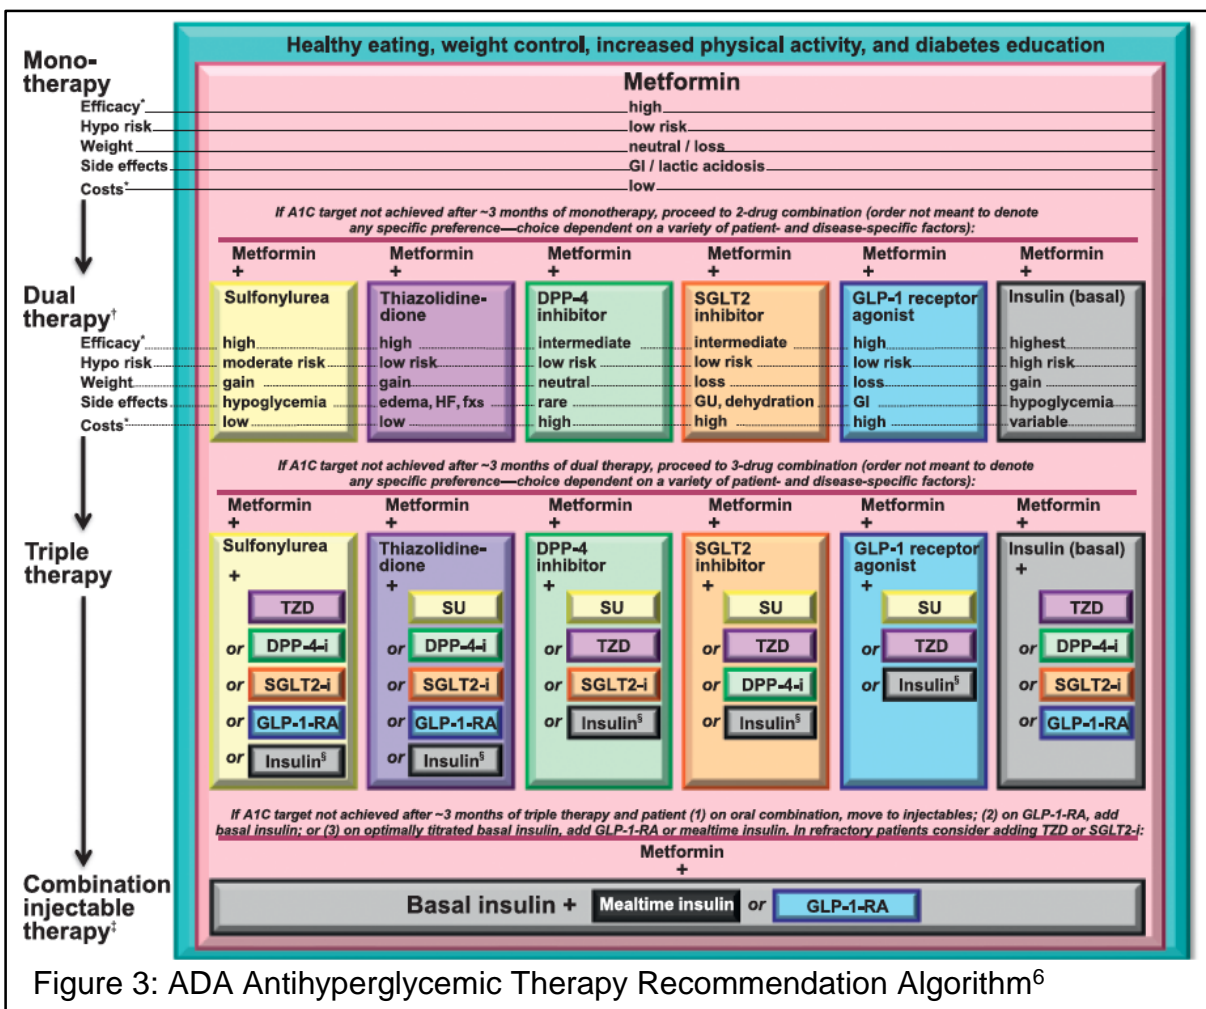 Healthy eating, weight control, increased physical activity, and diabetes education
Mono-
therapy
Metformin
Efficacy* high
Hypo risk low risk
Weight neutral / loss
Side effects GI / lactic acidosis
Costs* low
If A1C target not achieved after ~3 months of monotherapy, proceed to 2-drug combination (order not meant to denote
any specific preference—choice dependent on a variety of patient- and disease-specific factors):
Metformin Metformin Metformin Metformin Metformin Metformin
+ + + + + +
Dual
therapy†
Sulfonylurea Thiazolidine- DPP-4 SGLT2 GLP-1 receptor Insulin (basal)
dione inhibitor inhibitor agonist
Efficacy* high high intermediate intermediate high highest
Hypo risk moderate risk low risk low risk low risk low risk high risk
Weight gain gain neutral loss loss gain
Side effects hypoglycemia edema, HF, fxs rare GU, dehydration GI hypoglycemia
Costs* low low high high high variable
If A1C target not achieved after ~3 months of dual therapy, proceed to 3-drug combination (order not meant to denote
any specific preference—choice dependent on a variety of patient- and disease-specific factors):
Metformin Metformin Metformin Metformin Metformin Metformin
+ + + + + +
Triple
therapy
Sulfonylurea Thiazolidine- DPP-4 SGLT2 GLP-1 receptor Insulin (basal)
dione inhibitor inhibitor agonist
+ + + + + +
TZD SU SU SU SU TZD
or DPP-4-i or DPP-4-i or TZD or TZD or TZD or DPP-4-i
or SGLT2-i or SGLT2-i or SGLT2-i or DPP-4-i or Insulin§ or SGLT2-i
or GLP-1-RA or GLP-1-RA or Insulin§ or Insulin§ or GLP-1-RA
or Insulin§ or Insulin§
If A1C target not achieved after ~3 months of triple therapy and patient (1) on oral combination, move to injectables; (2) on GLP-1-RA, add
basal insulin; or (3) on optimally titrated basal insulin, add GLP-1-RA or mealtime insulin. In refractory patients consider adding TZD or SGLT2-i:
Metformin
+
Combination
injectable
therapy‡
Basal insulin + Mealtime insulin or GLP-1-RA
Figure 3: ADA Antihyperglycemic Therapy Recommendation Algorithm6